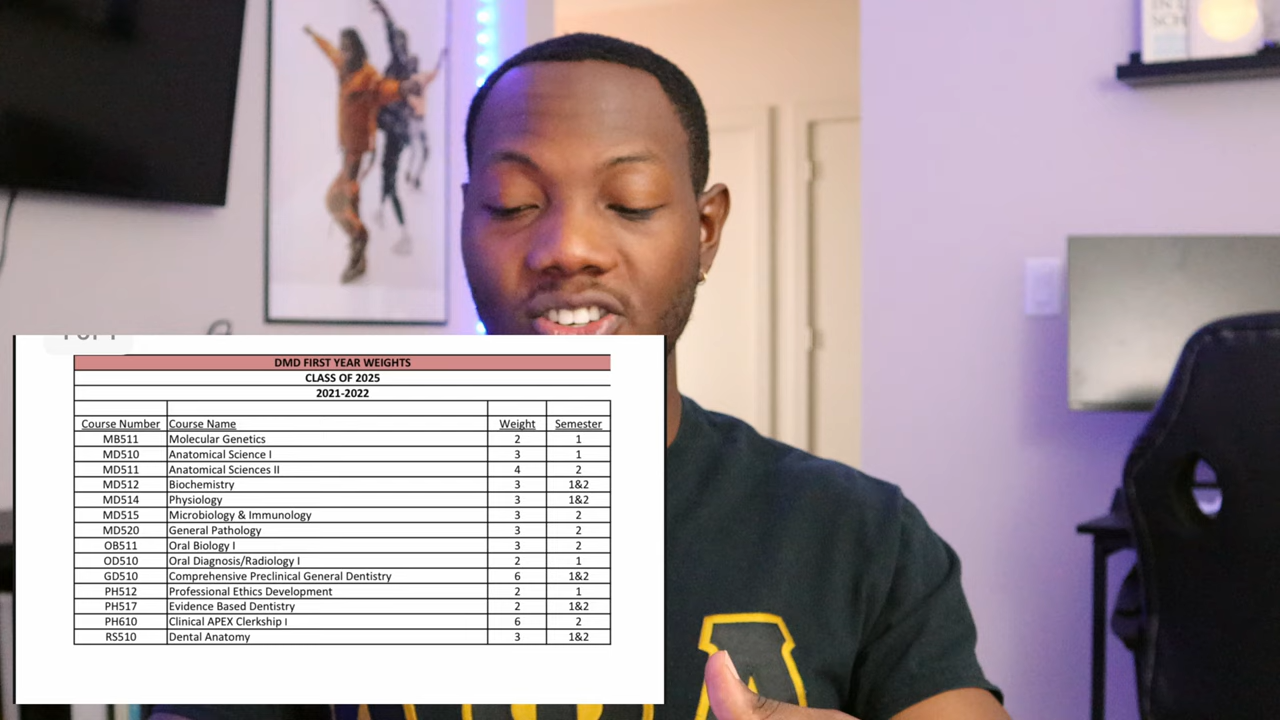 DMD FIRST YEAR WEIGHTS
CLASS OF 2025
2021-2022
Course Number Course Name Weight Semester
MB511 Molecular Genetics 2 1
MD510 Anatomical Science I 3 1
MD511 Anatomical Sciences II 4 2
MD512 Biochemistry 3 1&2
MD514 Physiology 3 1&2
MD515 Microbiology & Immunology 3 2
MD520 General Pathology 3 2
OB511 Oral Biology I 3 2
OD510 Oral Diagnosis/Radiology I 2 1
GD510 Comprehensive Preclinical General Dentistry 6 1&2
PH512 Professional Ethics Development 2 1
PH517 Evidence Based Dentistry 2 1&2
PH610 Clinical APEX Clerkship I 6 2
RS510 Dental Anatomy 3 1&2